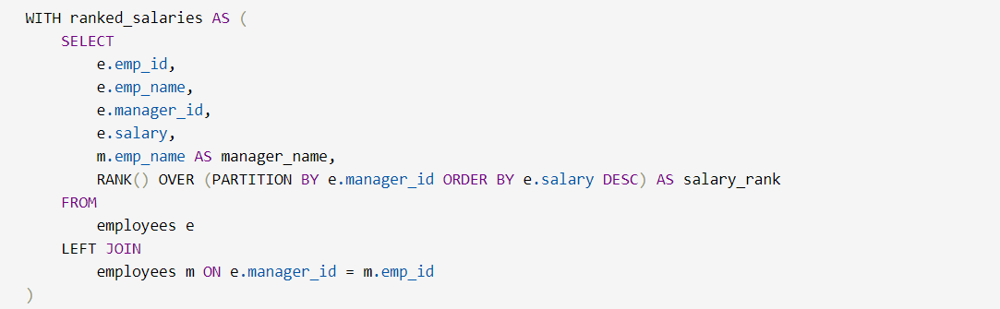 WITH ranked_salaries AS (
SELECT
e.emp_id,
e.emp_name,
e.manager_id,
e.salary,
m.emp_name AS manager_name,
RANK() OVER (PARTITION BY e.manager_id ORDER BY e.salary DESC) AS salary_rank
FROM
employees e
LEFT JOIN
employees m ON e.manager_id = m.emp_id
)